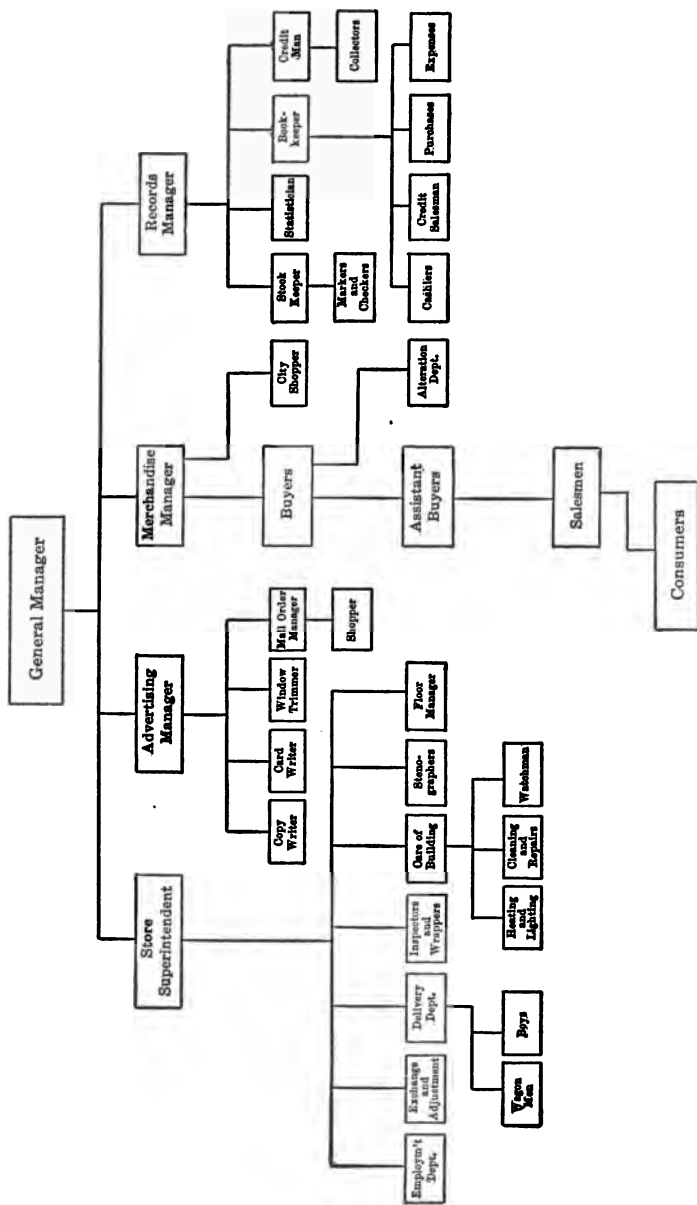 General Manager
Store
Superintendent
Advertising
Manager
Merchandise
Manager
Records
Manager
Copy
Writer
Card
Writer
Window
Trimmer
Mail Order
Manager
Shopper
City
Shopper
Buyers
Stock
Keeper
Statistician
Book-
keeper
Credit
Man
Markers
and
Checkers
Collectors
Employm't
Dept.
Exchange
and
Adjustment
Delivery
Dept.
Inspectors
and
Wrappers
Care of
Building
Steno-
graphers
Floor
Manager
Assistant
Buyers
Alteration
Dept.
Cashiers
Credit
Salesman
Purchases
Expenses
Wagon
Men
Boys
Heating
and
Lighting
Cleaning
and
Repairs
Watchman
Salesmen
Consumers